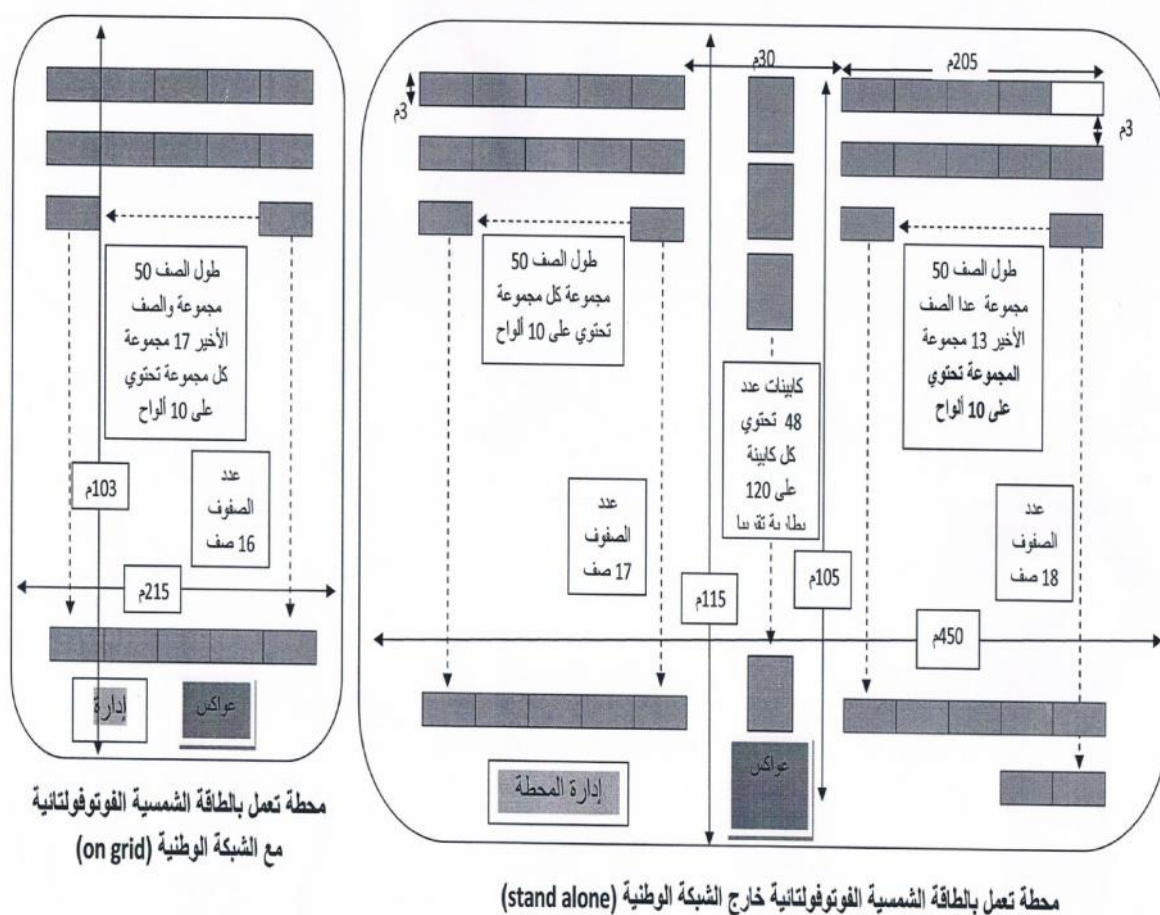 30م
205م
3م
3م
طول الصف 50
مجموعة والصف
الأخير 17 مجموعة
كل مجموعة تحتوي
على 10 ألواح
طول الصف 50
مجموعة كل مجموعة
تحتوي على 10 ألواح
كابينات عدد
48 تحتوي
كل كابينة
على 120
بطارية تقريبا
طول الصف 50
مجموعة عدا الصف
الأخير 13 مجموعة
المجموعة تحتوي
على 10 ألواح
103م
عدد
الصفوف
16 صف
عدد
الصفوف
17 صف
115م
105م
عدد
الصفوف
18 صف
215م
450م
إدارة
عواكس
إدارة المحطة
عواكس
محطة تعمل بالطاقة الشمسية الفوتوفولتائية
مع الشبكة الوطنية (on grid)
محطة تعمل بالطاقة الشمسية الفوتوفولتائية خارج الشبكة الوطنية (stand alone)